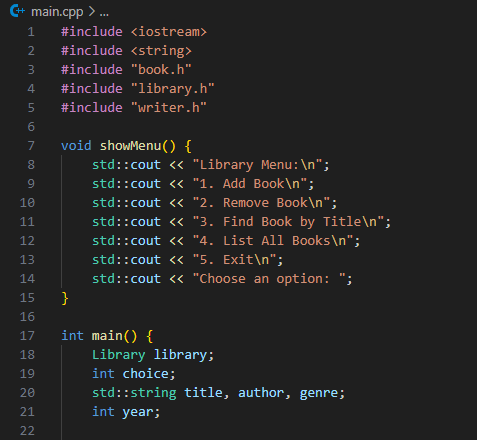 main.cpp > ...
1 #include <iostream>
2 #include <string>
3 #include "book.h"
4 #include "library.h"
5 #include "writer.h"
6
7 void showMenu() {
8     std::cout << "Library Menu:\n";
9     std::cout << "1. Add Book\n";
10     std::cout << "2. Remove Book\n";
11     std::cout << "3. Find Book by Title\n";
12     std::cout << "4. List All Books\n";
13     std::cout << "5. Exit\n";
14     std::cout << "Choose an option: ";
15 }
16
17 int main() {
18     Library library;
19     int choice;
20     std::string title, author, genre;
21     int year;
22